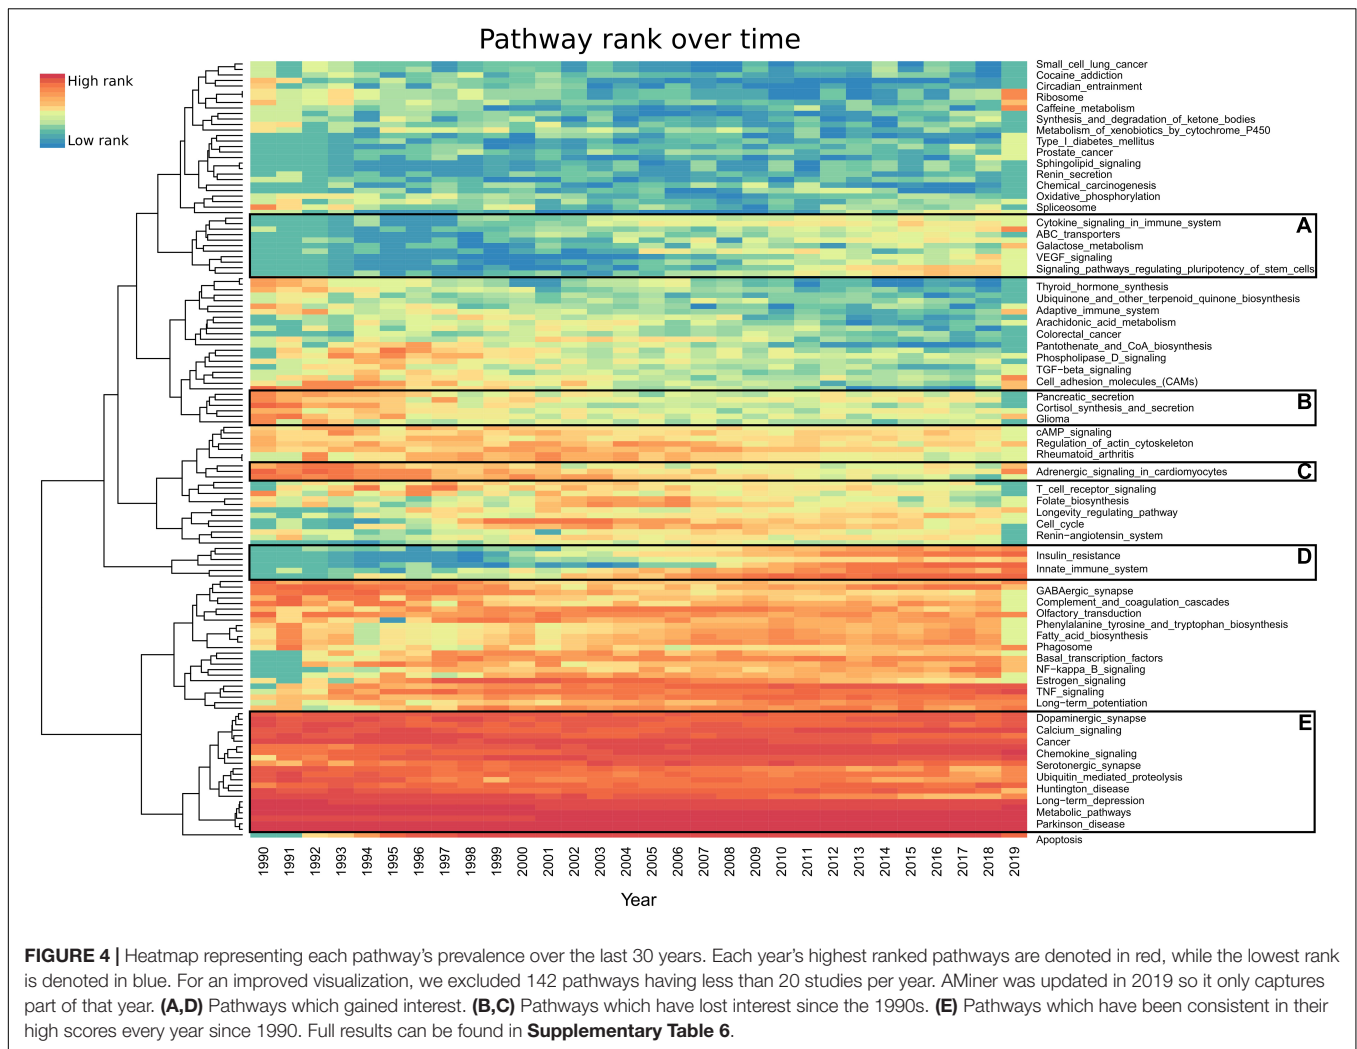 Pathway rank over time
High rank
Low rank
Small_cell_lung_cancer
Cocaine_addiction
Circadian_entrainment
Ribosome
Caffeine_metabolism
Synthesis_and_degradation_of_ketone_bodies
Metabolism_of_xenobiotics_by_cytochrome_P450
Type_I_diabetes_mellitus
Prostate_cancer
Sphingolipid_signaling
Renin_secretion
Chemical_carcinogenesis
Oxidative_phosphorylation
Spliceosome
Cytokine_signaling_in_immune_system
A
ABC_transporters
Galactose_metabolism
VEGF_signaling
Signaling_pathways_regulating_pluripotency_of_stem_cells
Thyroid_hormone_synthesis
Ubiquinone_and_other_terpenoid_quinone_biosynthesis
Adaptive_immune_system
Arachidonic_acid_metabolism
Colorectal_cancer
Pantothenate_and_CoA_biosynthesis
Phospholipase_D_signaling
TGF−beta_signaling
Cell_adhesion_molecules_(CAMs)
Pancreatic_secretion
B
Cortisol_synthesis_and_secretion
Glioma
cAMP_signaling
Regulation_of_actin_cytoskeleton
Rheumatoid_arthritis
Adrenergic_signaling_in_cardiomyocytes
C
T_cell_receptor_signaling
Folate_biosynthesis
Longevity_regulating_pathway
Cell_cycle
Renin−angiotensin_system
Insulin_resistance
D
Innate_immune_system
GABAergic_synapse
Complement_and_coagulation_cascades
Olfactory_transduction
Phenylalanine_tyrosine_and_tryptophan_biosynthesis
Fatty_acid_biosynthesis
Phagosome
Basal_transcription_factors
NF−kappa_B_signaling
Estrogen_signaling
TNF_signaling
Long−term_potentiation
Dopaminergic_synapse
E
Calcium_signaling
Cancer
Chemokine_signaling
Serotonergic_synapse
Ubiquitin_mediated_proteolysis
Huntington_disease
Long−term_depression
Metabolic_pathways
Parkinson_disease
Apoptosis
1990 1991 1992 1993 1994 1995 1996 1997 1998 1999 2000 2001 2002 2003 2004 2005 2006 2007 2008 2009 2010 2011 2012 2013 2014 2015 2016 2017 2018 2019
Year
FIGURE 4 | Heatmap representing each pathway's prevalence over the last 30 years. Each year's highest ranked pathways are denoted in red, while the lowest rank
is denoted in blue. For an improved visualization, we excluded 142 pathways having less than 20 studies per year. AMiner was updated in 2019 so it only captures
part of that year. (A,D) Pathways which gained interest. (B,C) Pathways which have lost interest since the 1990s. (E) Pathways which have been consistent in their
high scores every year since 1990. Full results can be found in Supplementary Table 6.